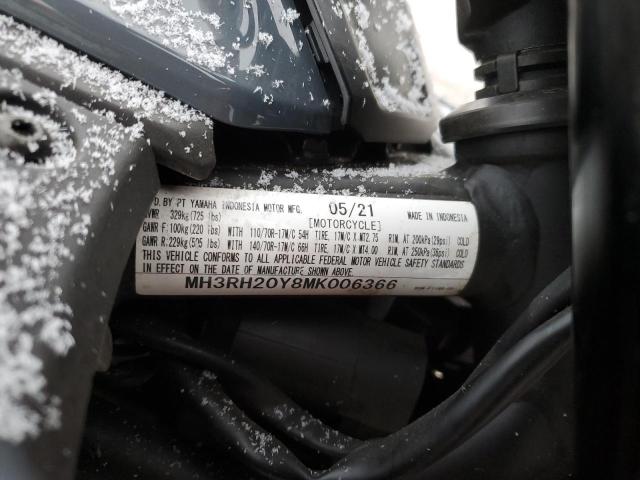 D. BY PT YAMAHA INDONESIA MOTOR MFG. 05/21 MADE IN INDONESIA
GVWR 329kg(725 lbs) [MOTORCYCLE]
GAWR F:100kg(220 lbs) WITH 110/70R-17M/C 54H TIRE, 17M/C X MT2.75 RIM, AT 200kPa(29psi) COLD
GAWR R:229kg(505 lbs) WITH 140/70R-17M/C 66H TIRE, 17M/C X MT4.00 RIM, AT 250kPa(36psi) COLD
THIS VEHICLE CONFORMS TO ALL APPLICABLE FEDERAL MOTOR VEHICLE SAFETY STANDARDS
IN EFFECT ON THE DATE OF MANUFACTURE SHOWN ABOVE.
MH3RH20Y8MK006366